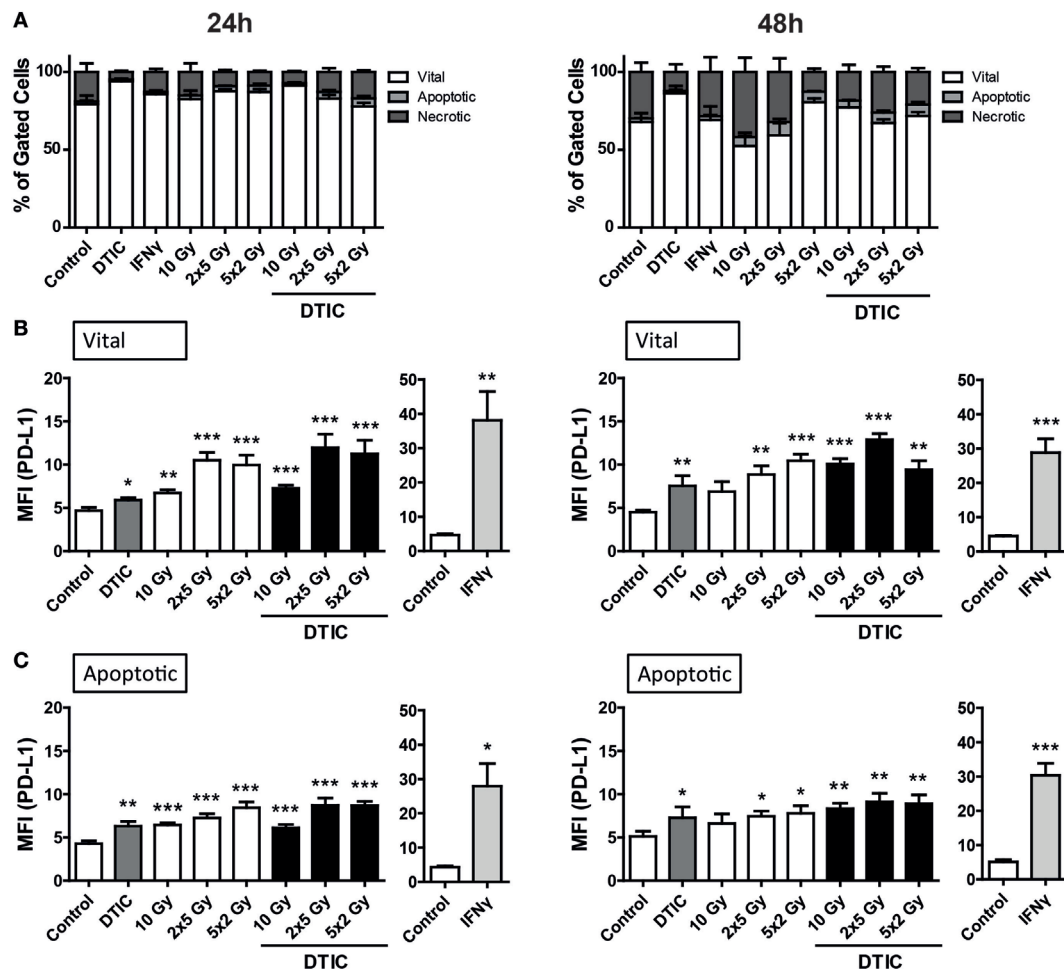 A
24h
48h
% of Gated Cells
100
50
0
Vital
Apoptotic
Necrotic
Control
DTIC
IFNγ
10 Gy
2x5 Gy
5x2 Gy
10 Gy
2x5 Gy
5x2 Gy
DTIC
% of Gated Cells
100
50
0
Vital
Apoptotic
Necrotic
Control
DTIC
IFNγ
10 Gy
2x5 Gy
5x2 Gy
10 Gy
2x5 Gy
5x2 Gy
DTIC
B
Vital
MFI (PD-L1)
20
15
10
5
0
* ** *** *** *** *** ***
Control
DTIC
10 Gy
2x5 Gy
5x2 Gy
10 Gy
2x5 Gy
5x2 Gy
DTIC
50
40
30
20
10
0
**
Control
IFNγ
Vital
MFI (PD-L1)
20
15
10
5
0
** ** *** *** *** **
Control
DTIC
10 Gy
2x5 Gy
5x2 Gy
10 Gy
2x5 Gy
5x2 Gy
DTIC
50
40
30
20
10
0
***
Control
IFNγ
C
Apoptotic
MFI (PD-L1)
20
15
10
5
0
** *** *** *** *** *** ***
Control
DTIC
10 Gy
2x5 Gy
5x2 Gy
10 Gy
2x5 Gy
5x2 Gy
DTIC
50
40
30
20
10
0
*
Control
IFNγ
Apoptotic
MFI (PD-L1)
20
15
10
5
0
* * * ** ** **
Control
DTIC
10 Gy
2x5 Gy
5x2 Gy
10 Gy
2x5 Gy
5x2 Gy
DTIC
50
40
30
20
10
0
***
Control
IFNγ